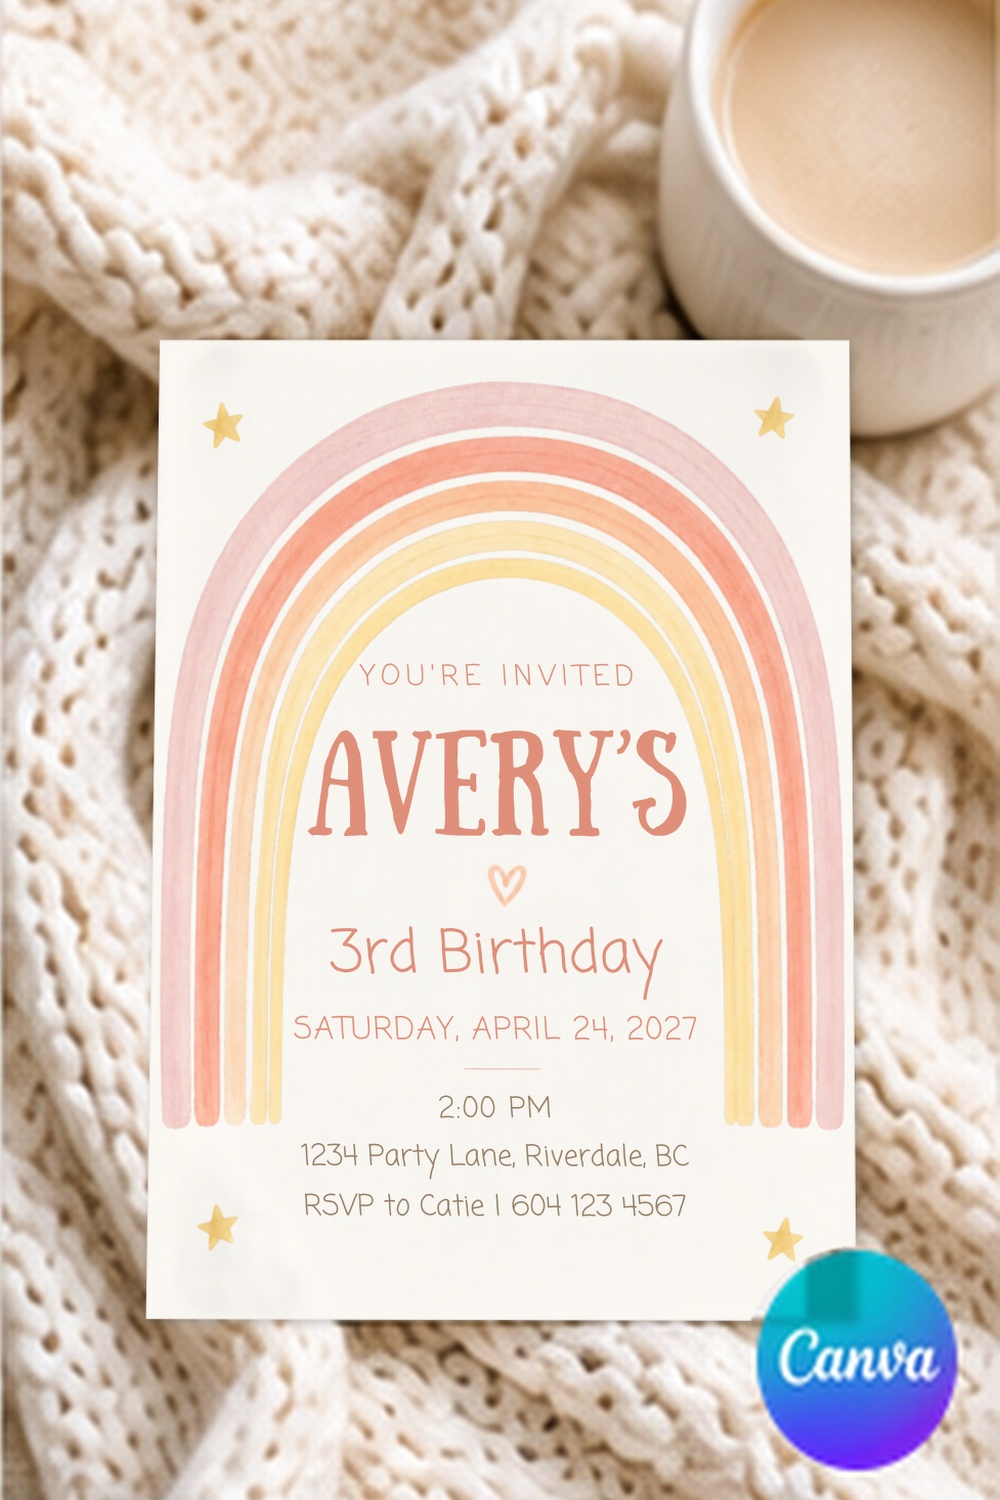 YOU'RE INVITED
AVERY'S
3rd Birthday
SATURDAY, APRIL 24, 2027
2:00 PM
1234 Party Lane, Riverdale, BC
RSVP to Catie | 604 123 4567
Canva